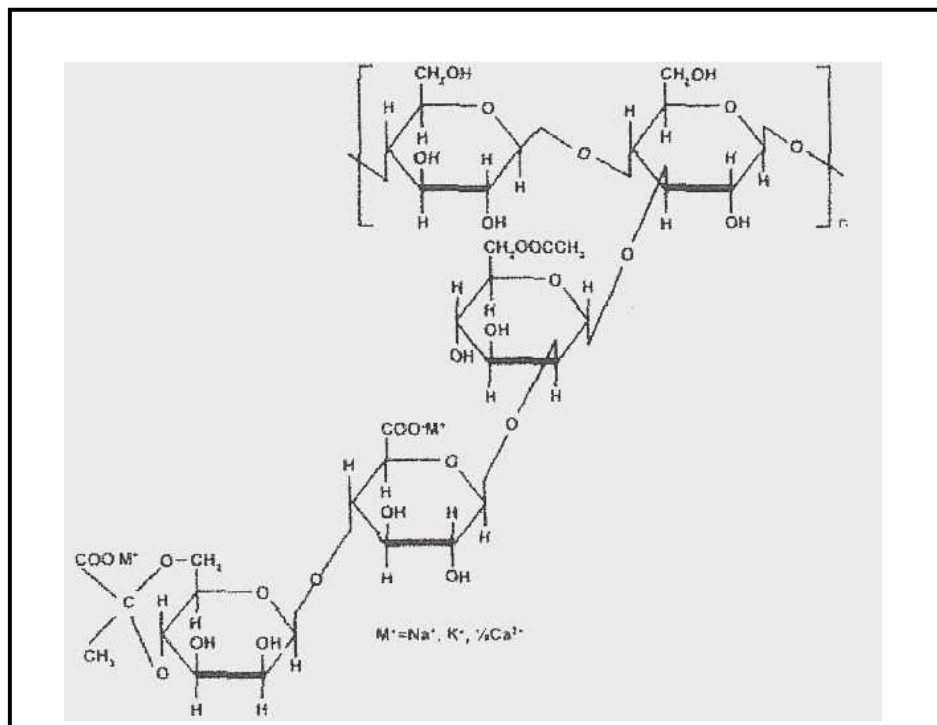 CH₂OH CH₂OH
H O H O
H H
OH H O OH H O
H H
H OH H OH n
CH₂OOCCH₃ O
H O H
H
OH
OH
H H
COO⁻M⁺ O
H O
H
OH H H
H OH
COO M⁺ O–CH₂ O
C H O
H
CH₃ OH OH H
O H H
M⁺=Na⁺, K⁺, ½Ca²⁺